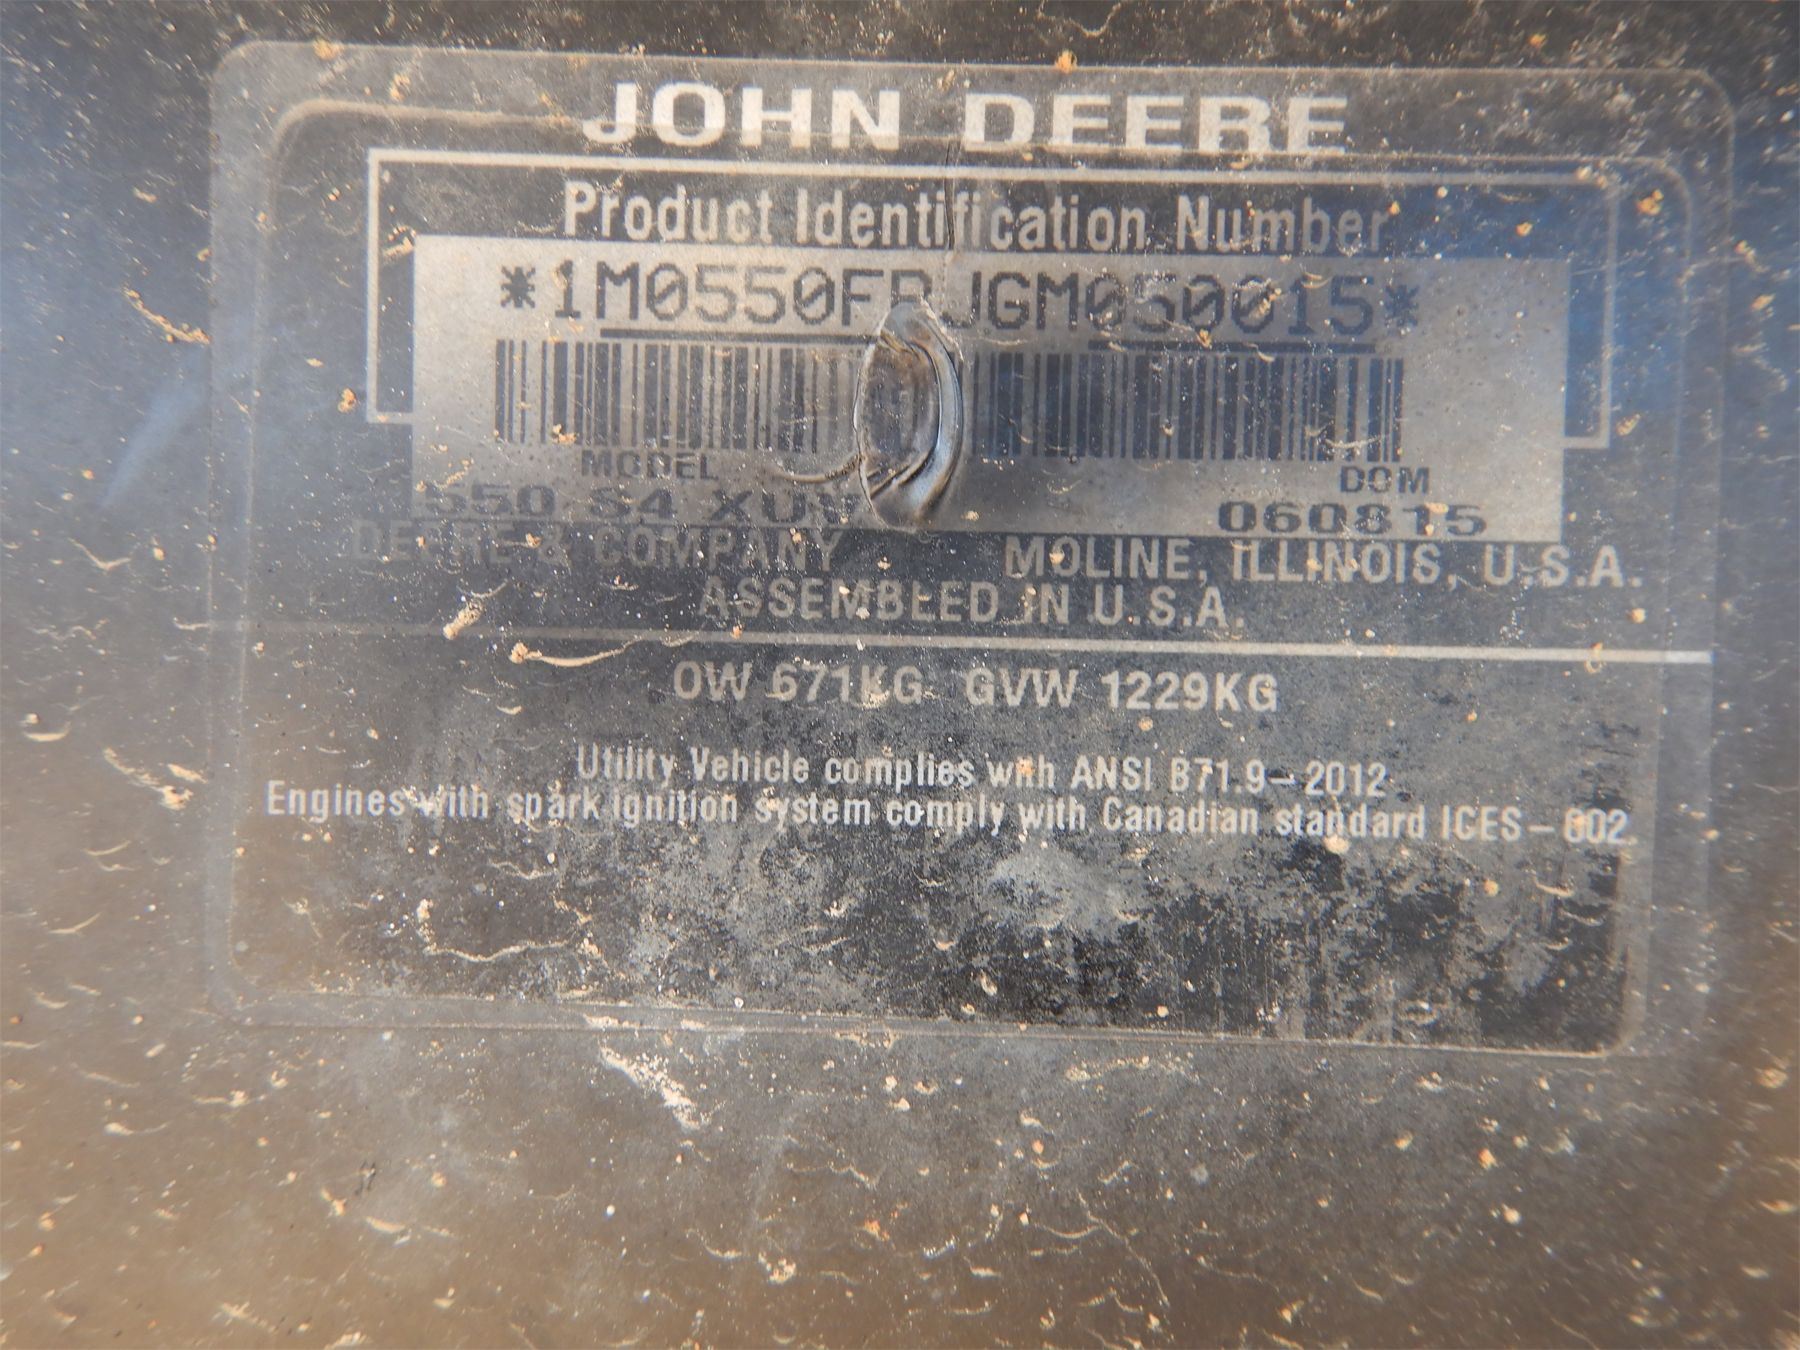 JOHN DEERE
Product Identification Number
MODEL DOM
550 S4 XUV 060815
DEERE & COMPANY MOLINE, ILLINOIS, U.S.A.
ASSEMBLED IN U.S.A.
OW 671KG GVW 1229KG
Utility Vehicle complies with ANSI B71.9-2012
Engines with spark ignition system comply with Canadian standard ICES-002.